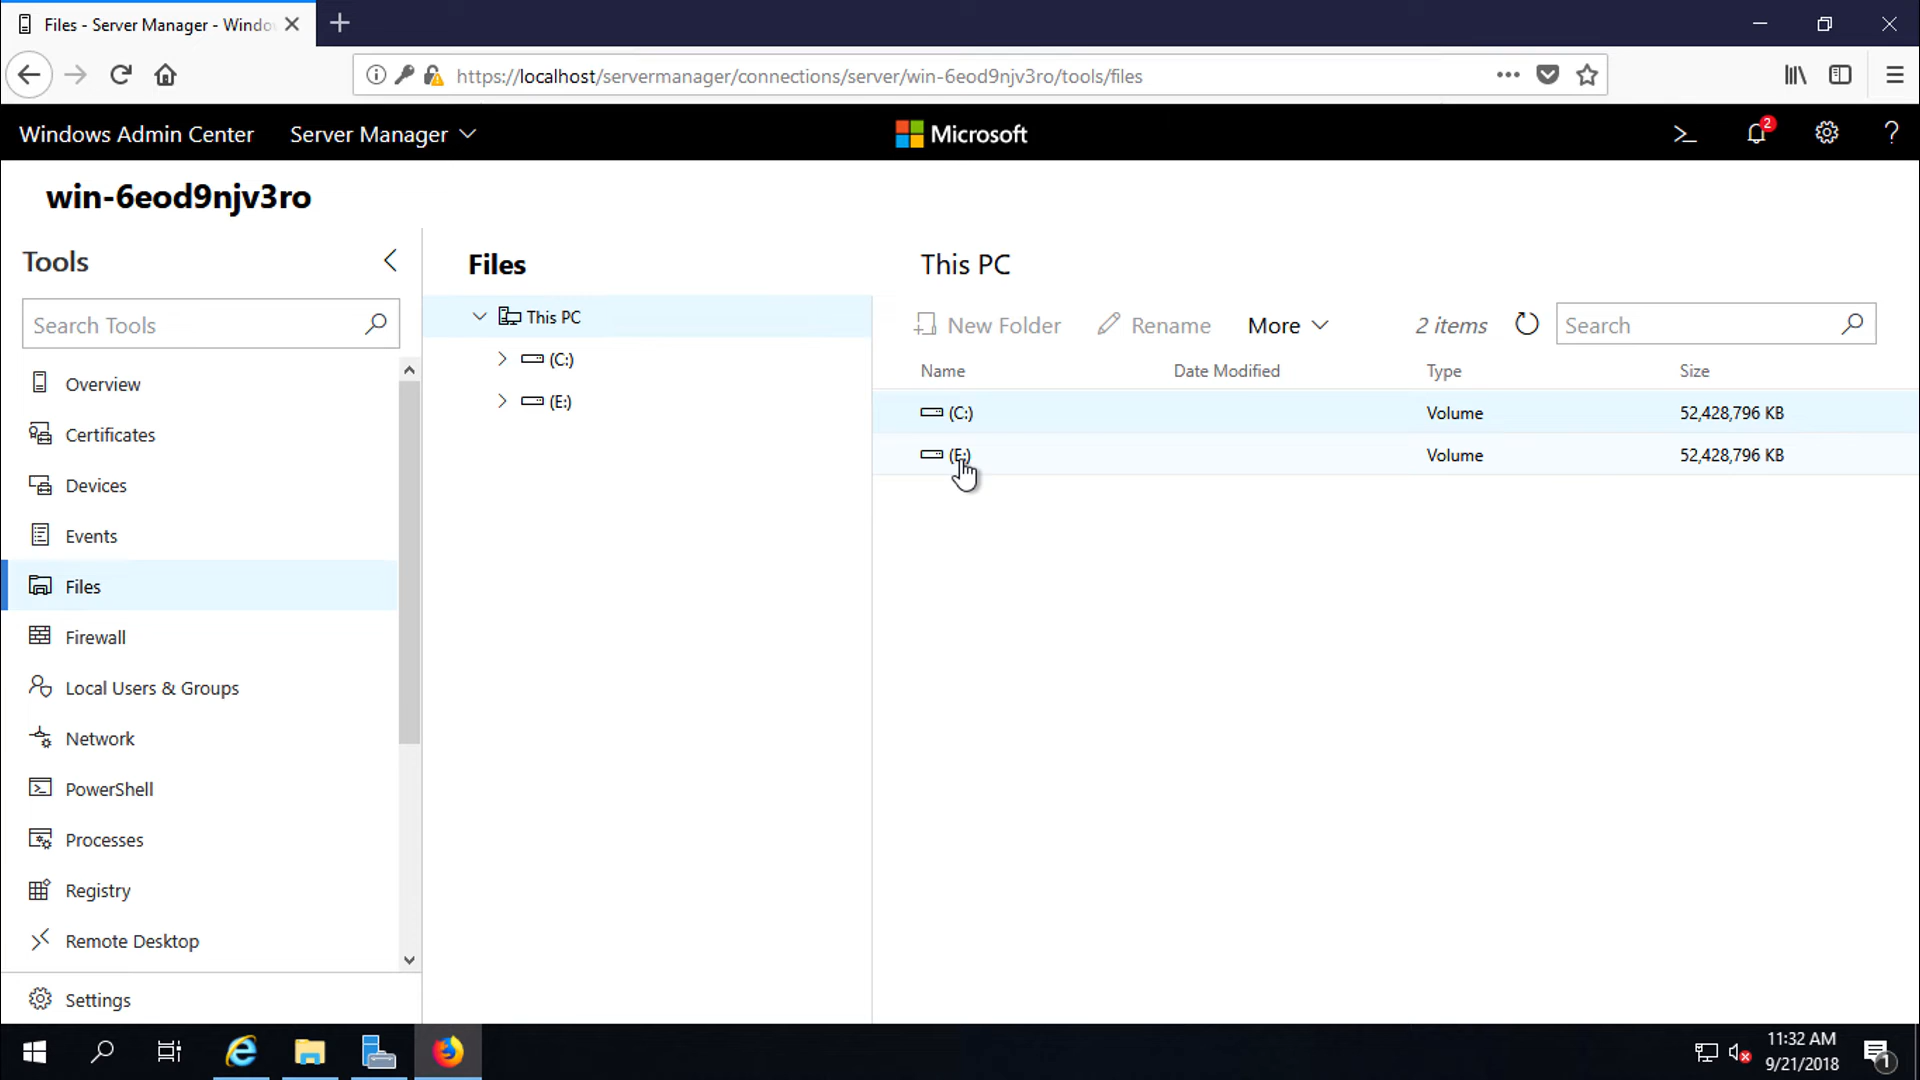 Files - Server Manager - Windo
https://localhost/servermanager/connections/server/win-6eod9njv3ro/tools/files
Windows Admin Center
Server Manager
Microsoft
2
?
win-6eod9njv3ro
Tools
Search Tools
Overview
Certificates
Devices
Events
Files
Firewall
Local Users & Groups
Network
PowerShell
Processes
Registry
Remote Desktop
Settings
Files
This PC
(C:)
(E:)
This PC
New Folder
Rename
More
2 items
Search
Name Date Modified Type Size
(C:) Volume 52,428,796 KB
(E:) Volume 52,428,796 KB
11:32 AM
9/21/2018
1